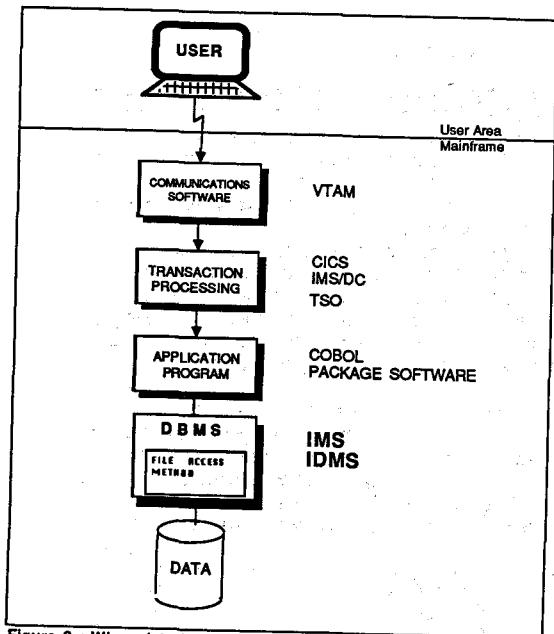 USER
User Area
Mainframe
COMMUNICATIONS
SOFTWARE
VTAM
TRANSACTION
PROCESSING
CICS
IMS/DC
TSO
APPLICATION
PROGRAM
COBOL
PACKAGE SOFTWARE
DBMS
FILE ACCESS
METHOD
IMS
IDMS
DATA